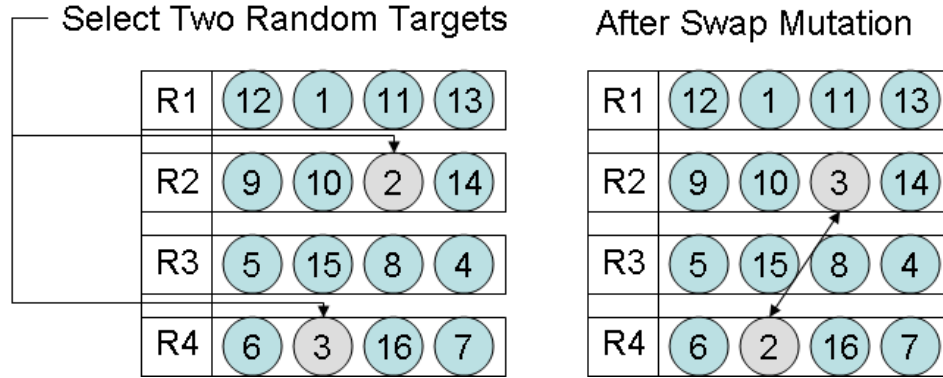 Select Two Random Targets
R1 12 1 11 13
R2 9 10 2 14
R3 5 15 8 4
R4 6 3 16 7
After Swap Mutation
R1 12 1 11 13
R2 9 10 3 14
R3 5 15 8 4
R4 6 2 16 7